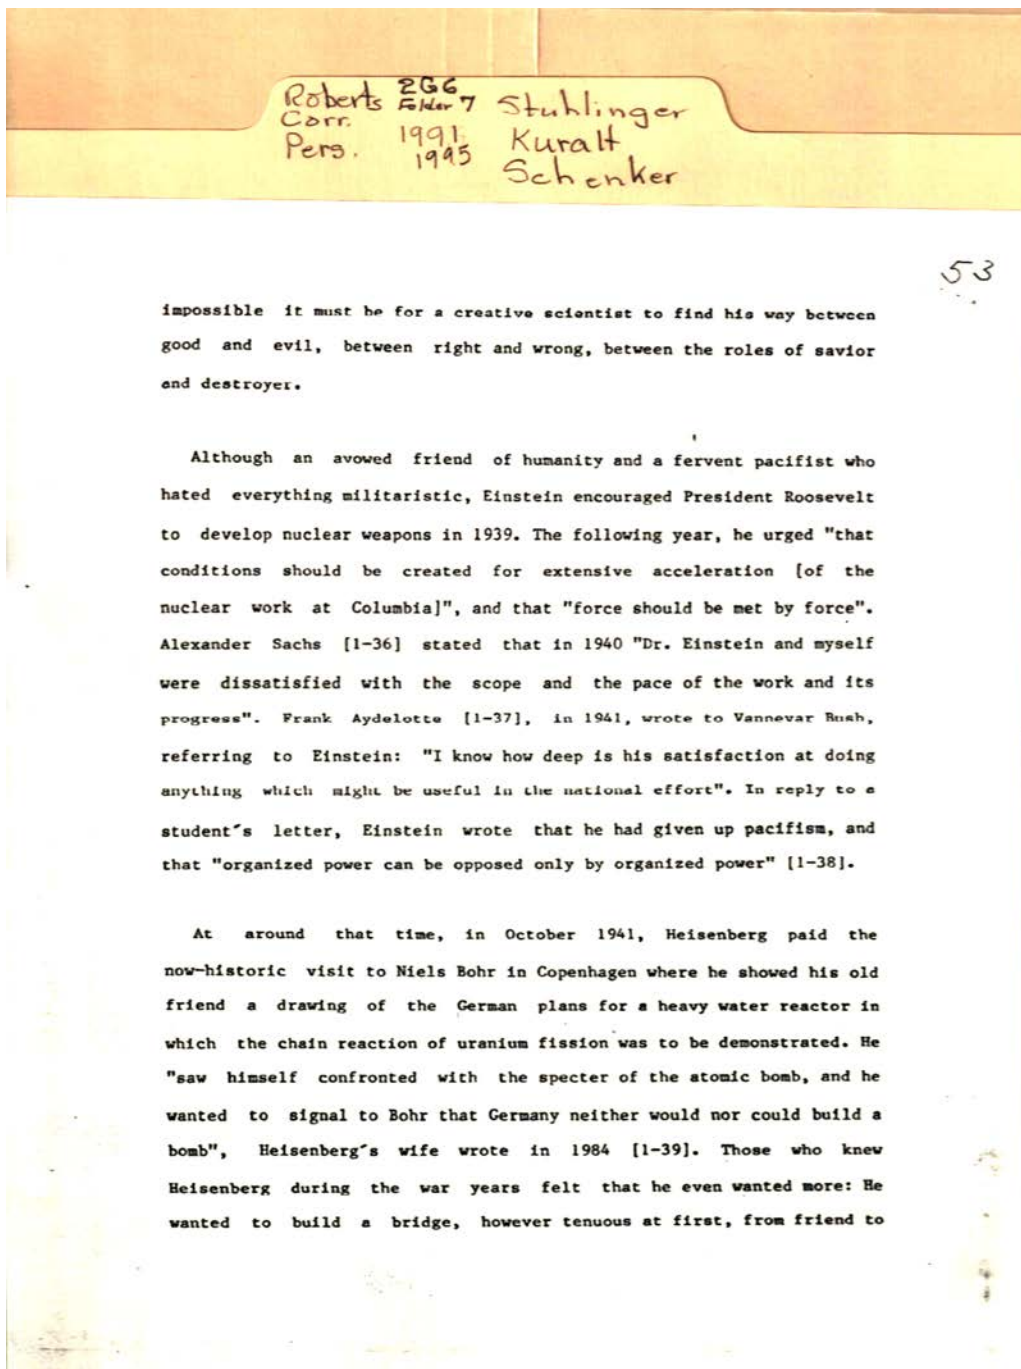 Roberts 2G6 Stuhlinger
Corr. Folder 7 Kuralt
Pers. 1991 Schenker
1995
53
impossible it must be for a creative scientist to find his way between
good and evil, between right and wrong, between the roles of savior
and destroyer.
Although an avowed friend of humanity and a fervent pacifist who
hated everything militaristic, Einstein encouraged President Roosevelt
to develop nuclear weapons in 1939. The following year, he urged "that
conditions should be created for extensive acceleration [of the
nuclear work at Columbia]", and that "force should be met by force".
Alexander Sachs [1-36] stated that in 1940 "Dr. Einstein and myself
were dissatisfied with the scope and the pace of the work and its
progress". Frank Aydelotte [1-37], in 1941, wrote to Vannevar Bush,
referring to Einstein: "I know how deep is his satisfaction at doing
anything which might be useful in the national effort". In reply to a
student's letter, Einstein wrote that he had given up pacifism, and
that "organized power can be opposed only by organized power" [1-38].
At around that time, in October 1941, Heisenberg paid the
now-historic visit to Niels Bohr in Copenhagen where he showed his old
friend a drawing of the German plans for a heavy water reactor in
which the chain reaction of uranium fission was to be demonstrated. He
"saw himself confronted with the specter of the atomic bomb, and he
wanted to signal to Bohr that Germany neither would nor could build a
bomb", Heisenberg's wife wrote in 1984 [1-39]. Those who knew
Heisenberg during the war years felt that he even wanted more: He
wanted to build a bridge, however tenuous at first, from friend to